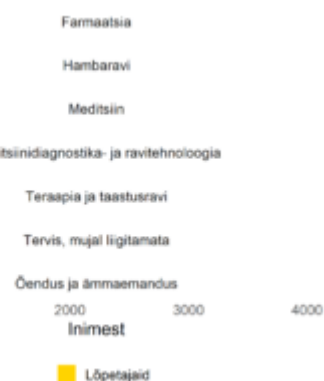 Farmaatsia
Hambaravi
Meditsiin
itsiinidiagnostika- ja ravitehnoloogia
Teraapia ja taastusravi
Tervis, mujal liigitamata
Õendus ja ämmaemandus
2000 3000 4000
Inimest
Lõpetajaid